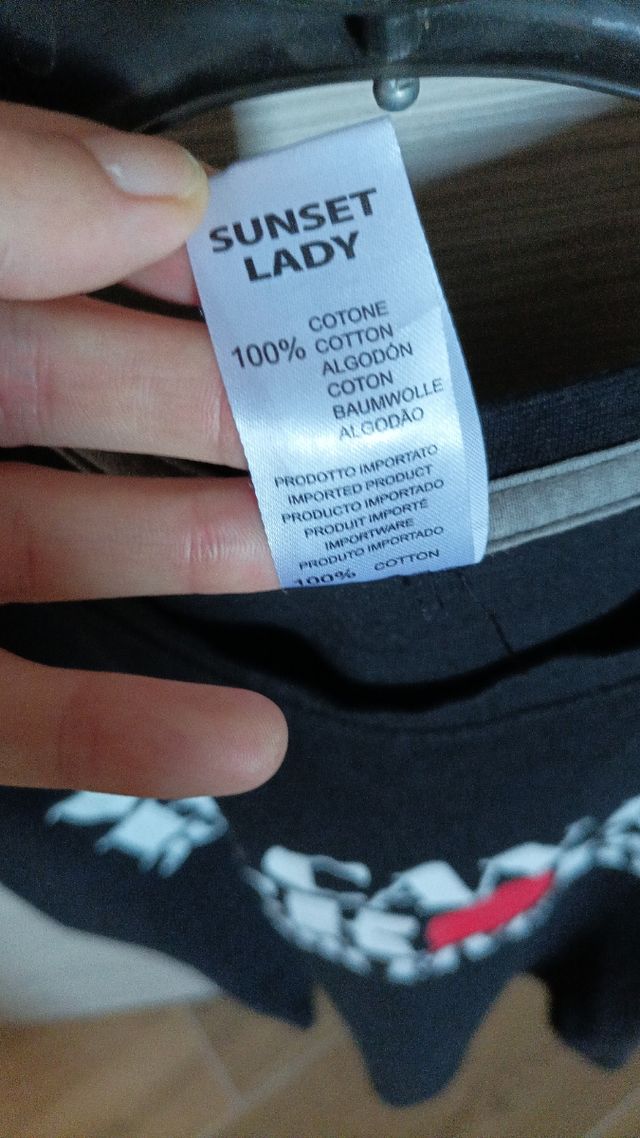 SUNSET
LADY
COTONE
100% COTTON
ALGODÓN
COTON
BAUMWOLLE
ALGODÃO
PRODOTTO IMPORTATO
IMPORTED PRODUCT
PRODUCTO IMPORTADO
PRODUIT IMPORTÉ
IMPORTWARE
PRODUTO IMPORTADO
100% COTTON